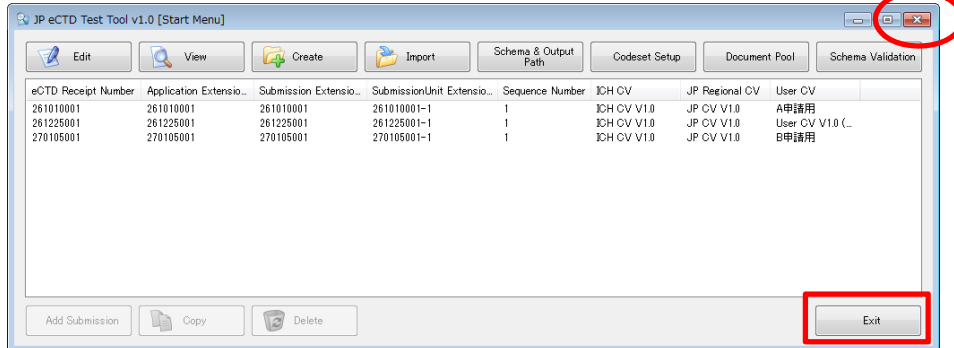 JP eCTD Test Tool v1.0 [Start Menu]
Edit View Create Import Schema & Output Path Codeset Setup Document Pool Schema Validation
eCTD Receipt Number Application Extensio... Submission Extensio... SubmissionUnit Extensio... Sequence Number ICH CV JP Regional CV User CV
261010001 261010001 261010001 261010001-1 1 ICH CV V1.0 JP CV V1.0 A申請用
261225001 261225001 261225001 261225001-1 1 ICH CV V1.0 JP CV V1.0 User CV V1.0 (...
270105001 270105001 270105001 270105001-1 1 ICH CV V1.0 JP CV V1.0 B申請用
Add Submission Copy Delete Exit